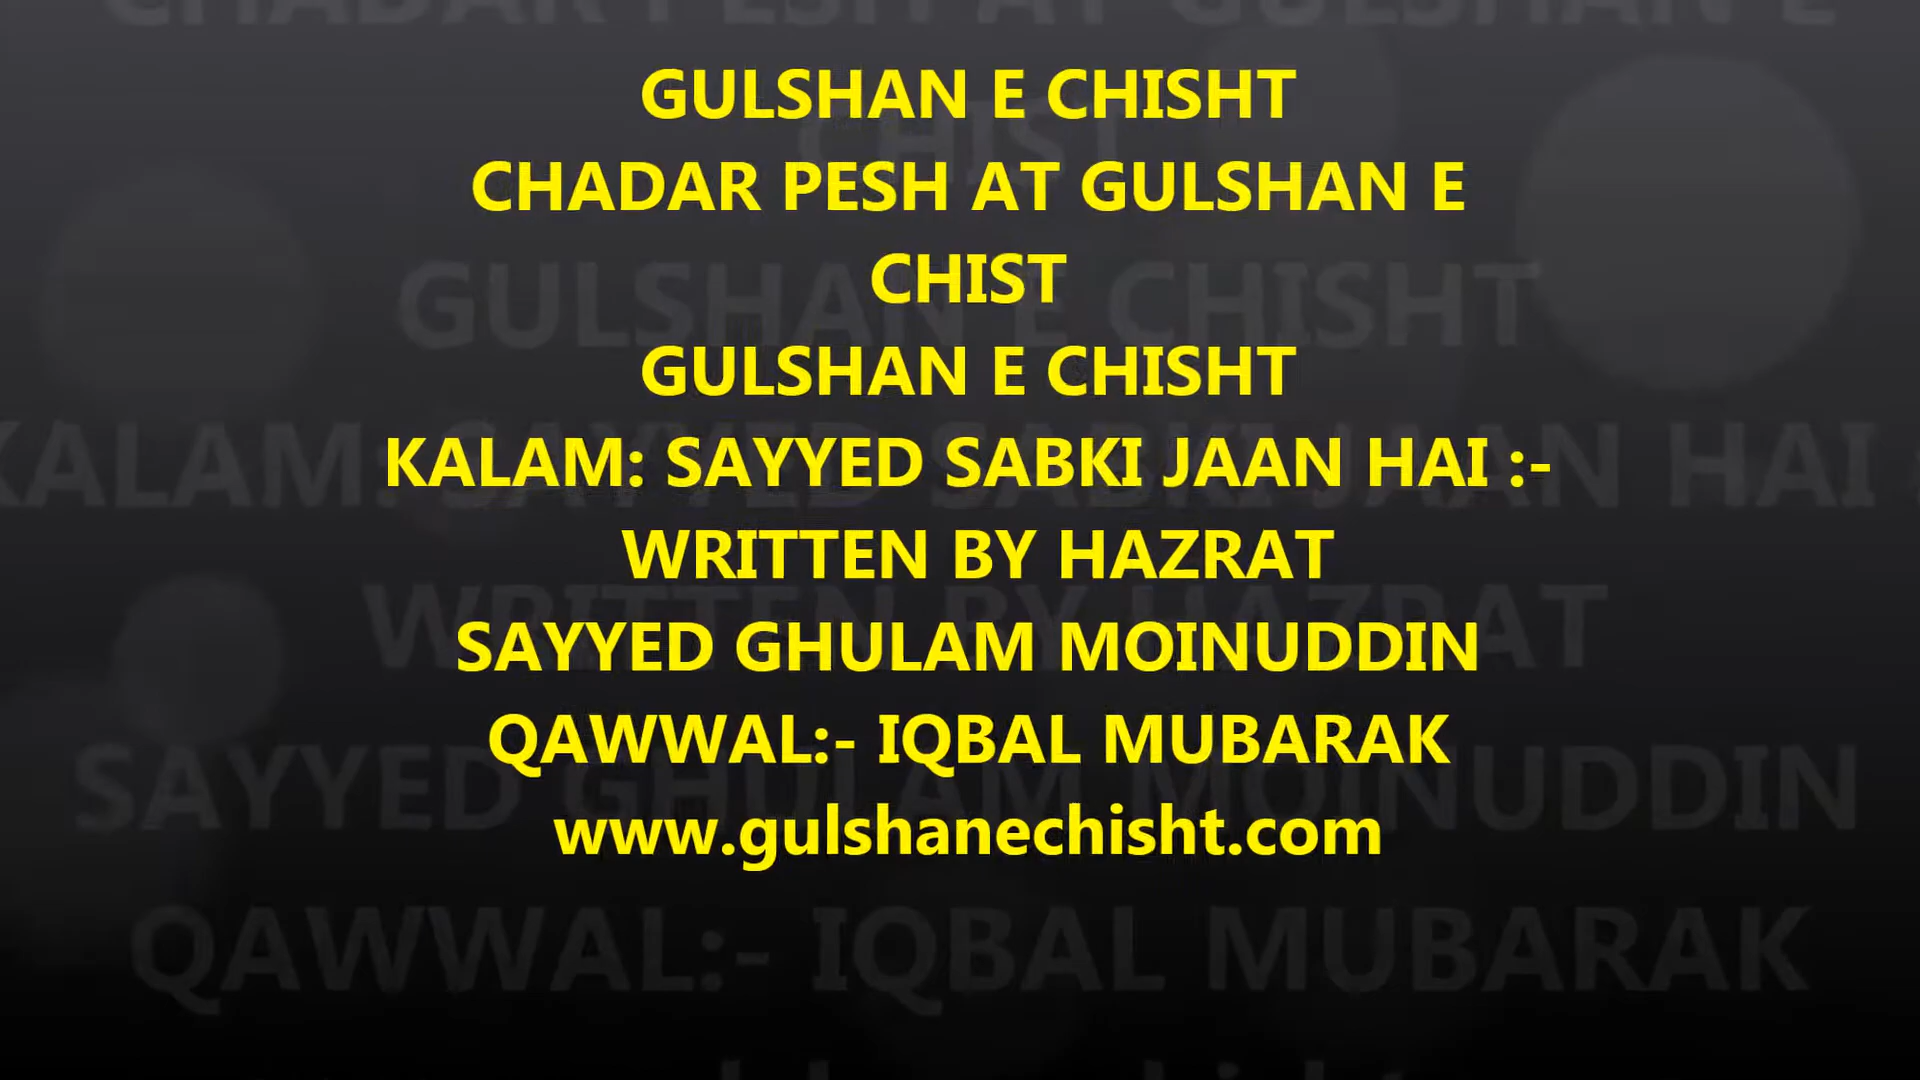 GULSHAN E CHISHT
CHADAR PESH AT GULSHAN E
CHIST
GULSHAN E CHISHT
KALAM: SAYYED SABKI JAAN HAI :-
WRITTEN BY HAZRAT
SAYYED GHULAM MOINUDDIN
QAWWAL:- IQBAL MUBARAK
www.gulshanechisht.com